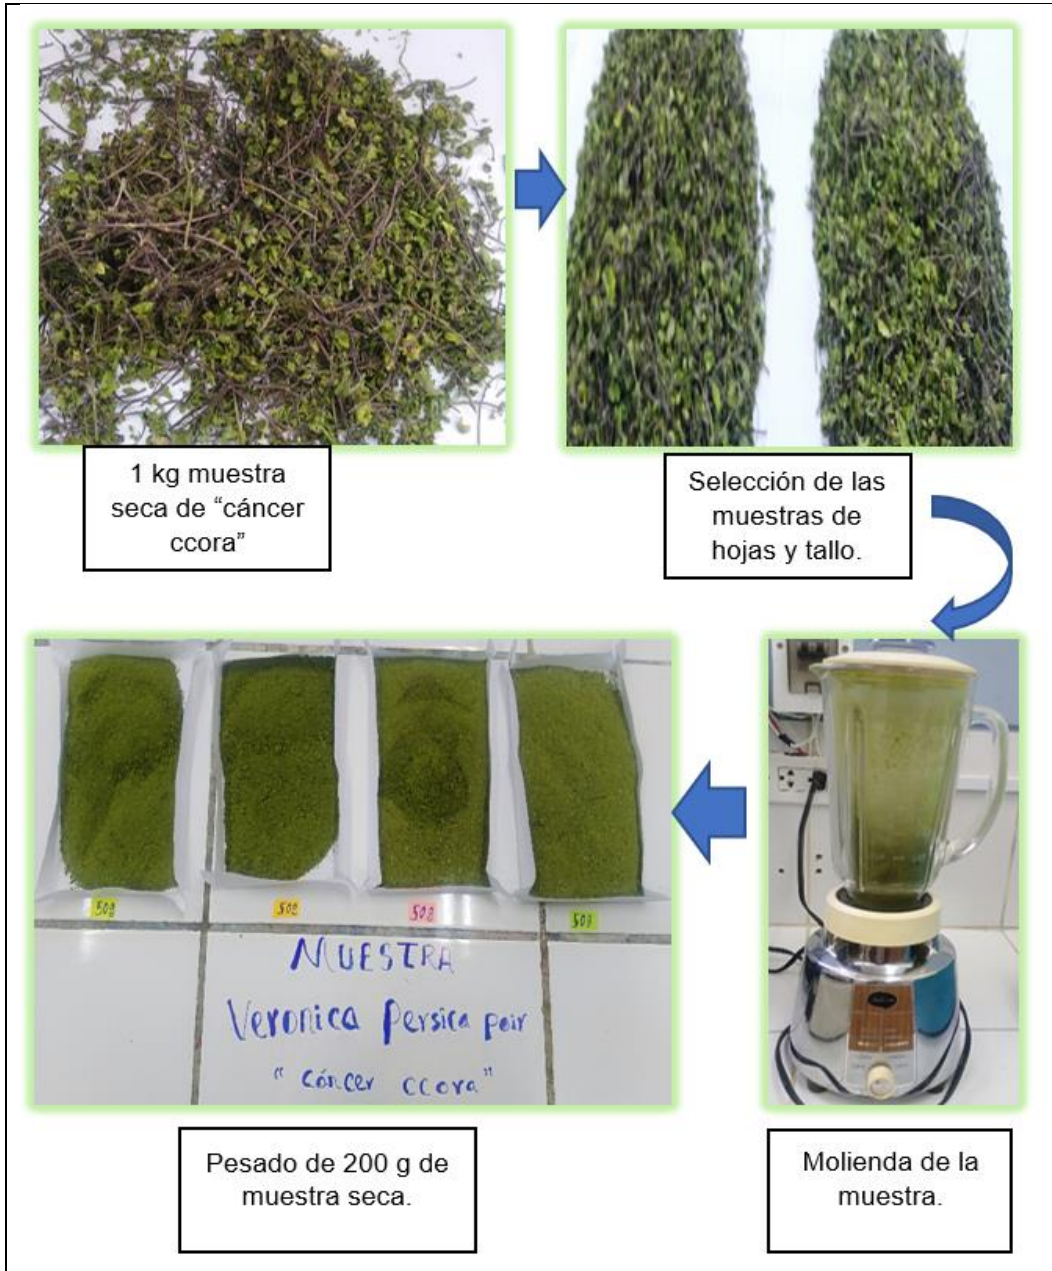 1 kg muestra
seca de “cáncer
ccora”
Selección de las
muestras de
hojas y tallo.
50g
50g
50g
50g
MUESTRA
Veronica Persica poir
“cáncer ccora”
Pesado de 200 g de
muestra seca.
Molienda de la
muestra.